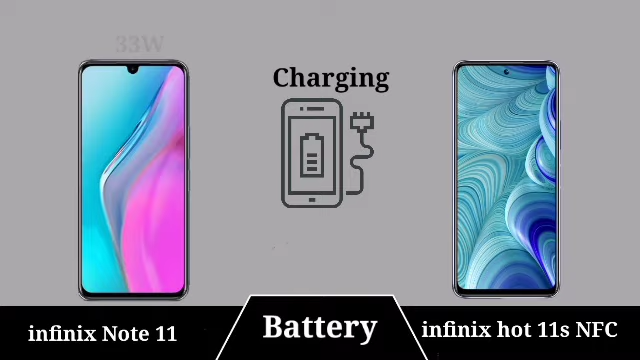 33W
Charging
infinix Note 11
Battery
infinix hot 11s NFC